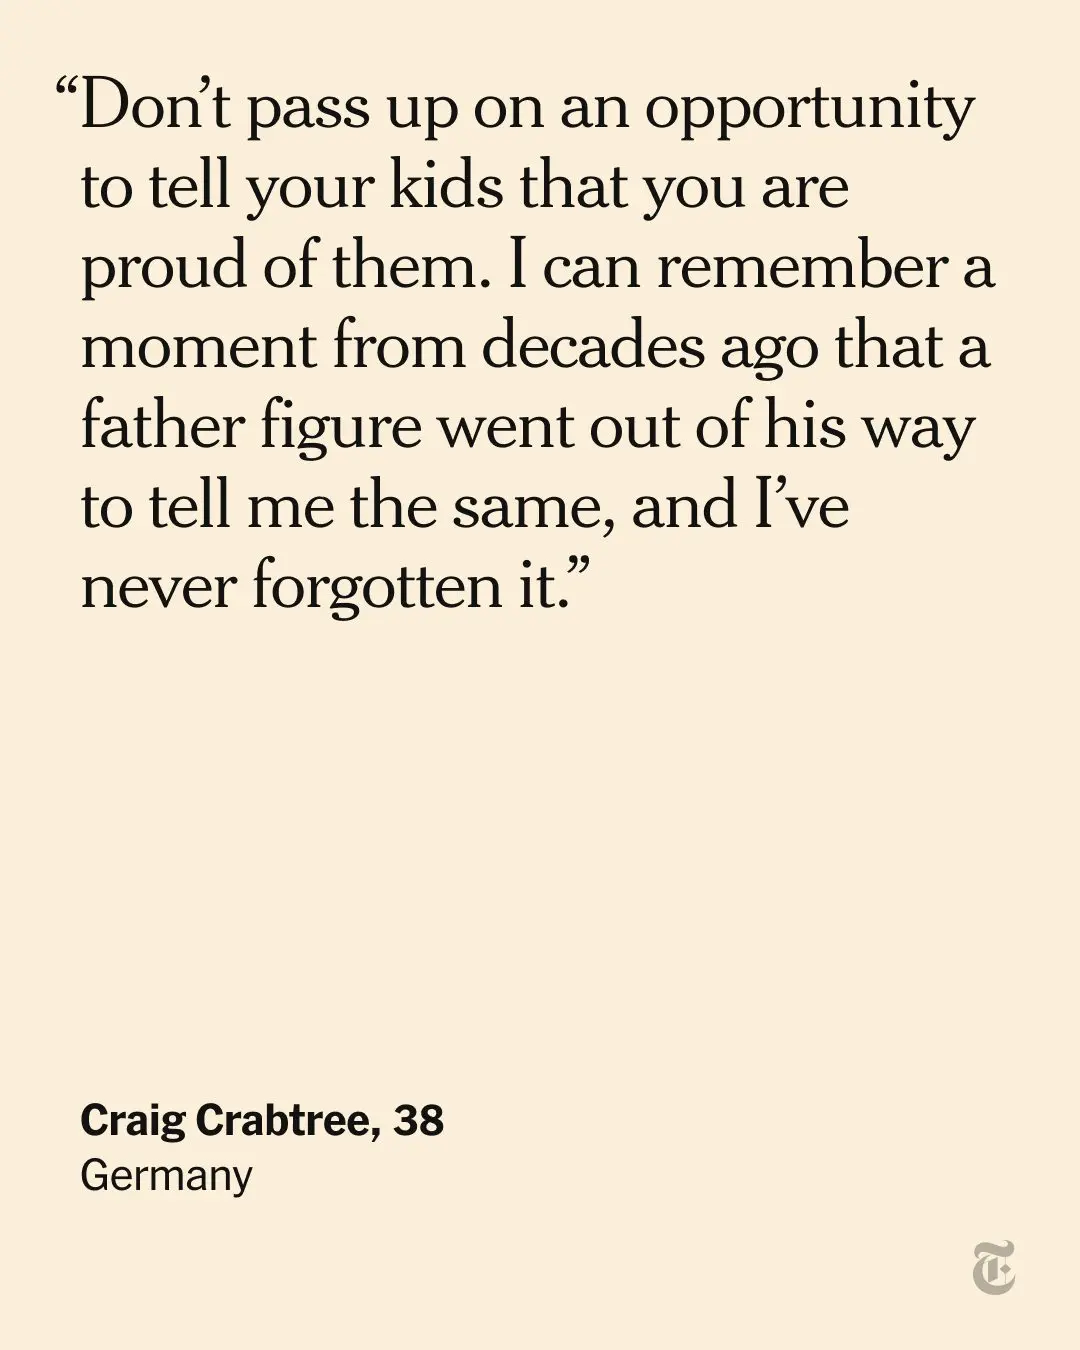 “Don’t pass up on an opportunity
to tell your kids that you are
proud of them. I can remember a
moment from decades ago that a
father figure went out of his way
to tell me the same, and I’ve
never forgotten it.”
Craig Crabtree, 38
Germany
T